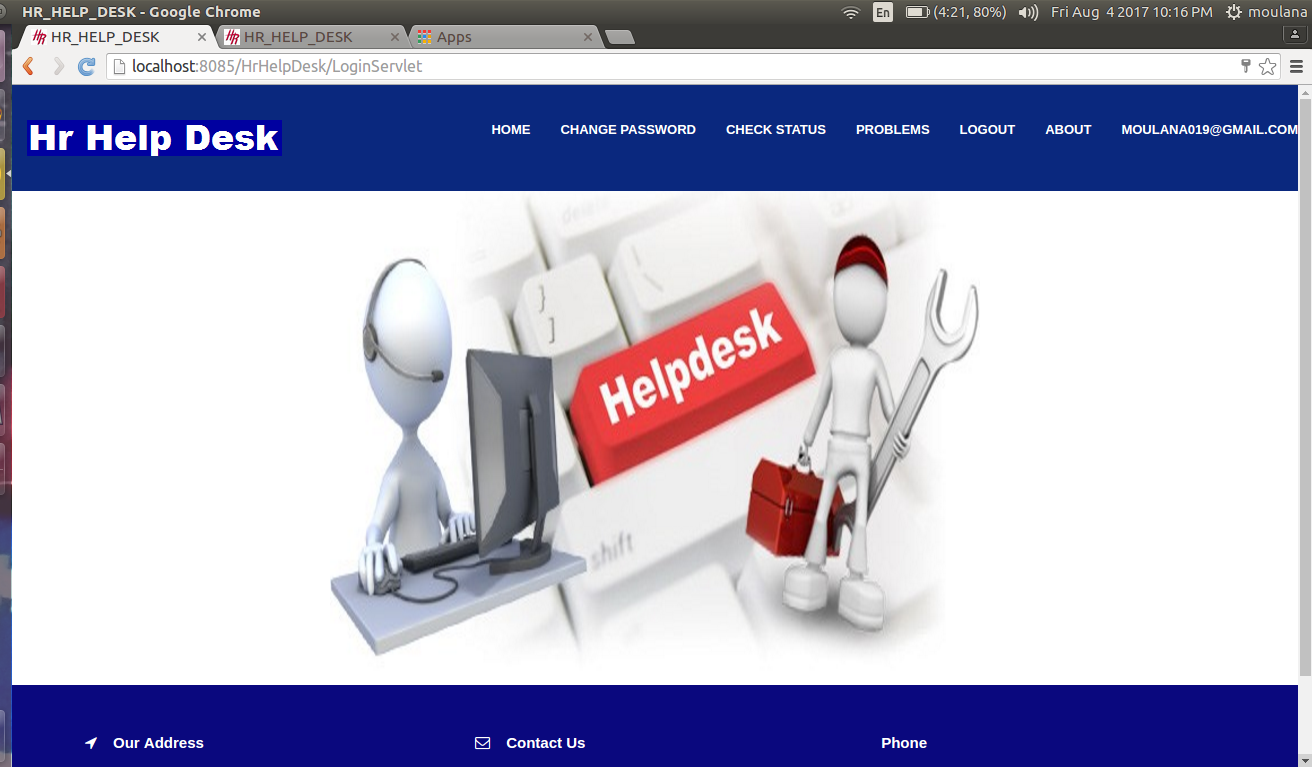 HR_HELP_DESK - Google Chrome
En (4:21, 80%) Fri Aug 4 2017 10:16 PM moulana
HR_HELP_DESK HR_HELP_DESK Apps
localhost:8085/HrHelpDesk/LoginServlet
Hr Help Desk
HOME CHANGE PASSWORD CHECK STATUS PROBLEMS LOGOUT ABOUT MOULANA019@GMAIL.COM
delete
}
]
\
Helpdesk
shift
Our Address Contact Us Phone